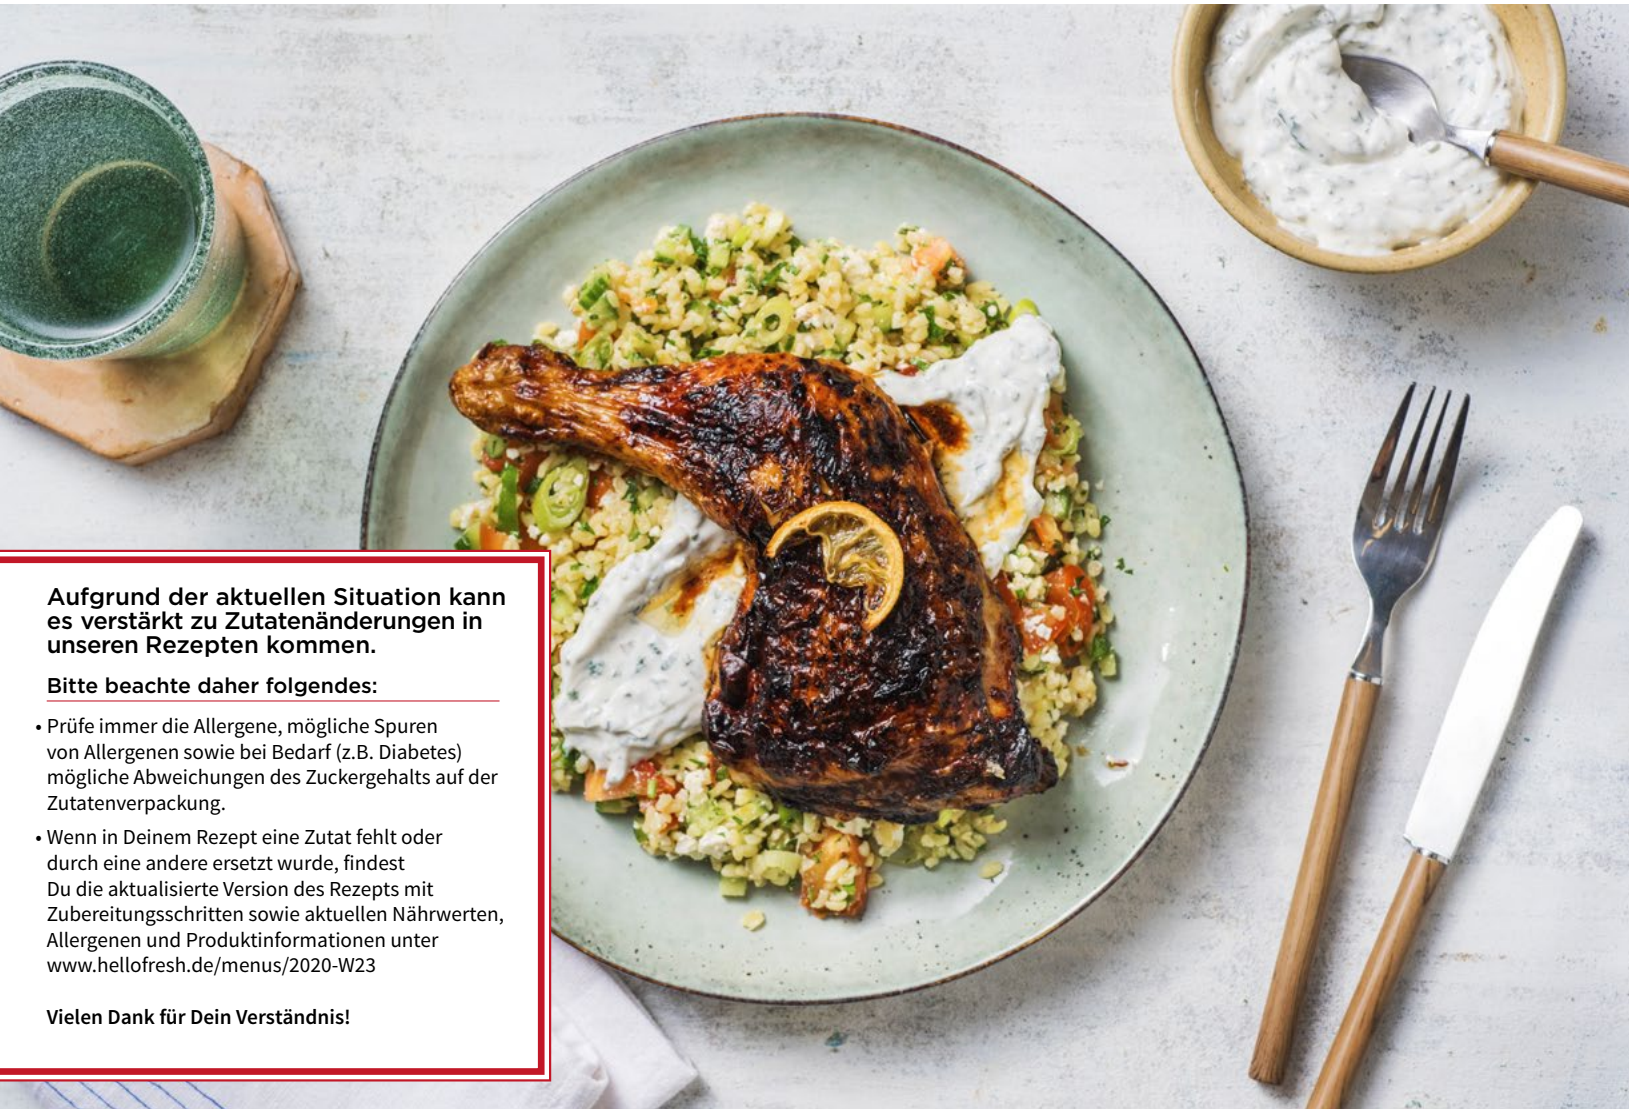 Aufgrund der aktuellen Situation kann
es verstärkt zu Zutatenänderungen in
unseren Rezepten kommen.
Bitte beachte daher folgendes:
• Prüfe immer die Allergene, mögliche Spuren
von Allergenen sowie bei Bedarf (z.B. Diabetes)
mögliche Abweichungen des Zuckergehalts auf der
Zutatenverpackung.
• Wenn in Deinem Rezept eine Zutat fehlt oder
durch eine andere ersetzt wurde, findest
Du die aktualisierte Version des Rezepts mit
Zubereitungsschritten sowie aktuellen Nährwerten,
Allergenen und Produktinformationen unter
www.hellofresh.de/menus/2020-W23
Vielen Dank für Dein Verständnis!